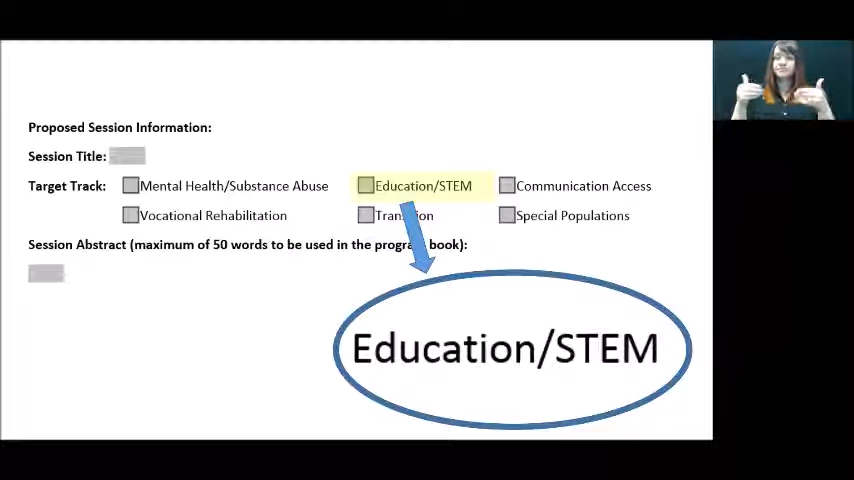 Proposed Session Information:
Session Title:
Target Track: Mental Health/Substance Abuse Education/STEM Communication Access
Vocational Rehabilitation Transition Special Populations
Session Abstract (maximum of 50 words to be used in the program book):
Education/STEM